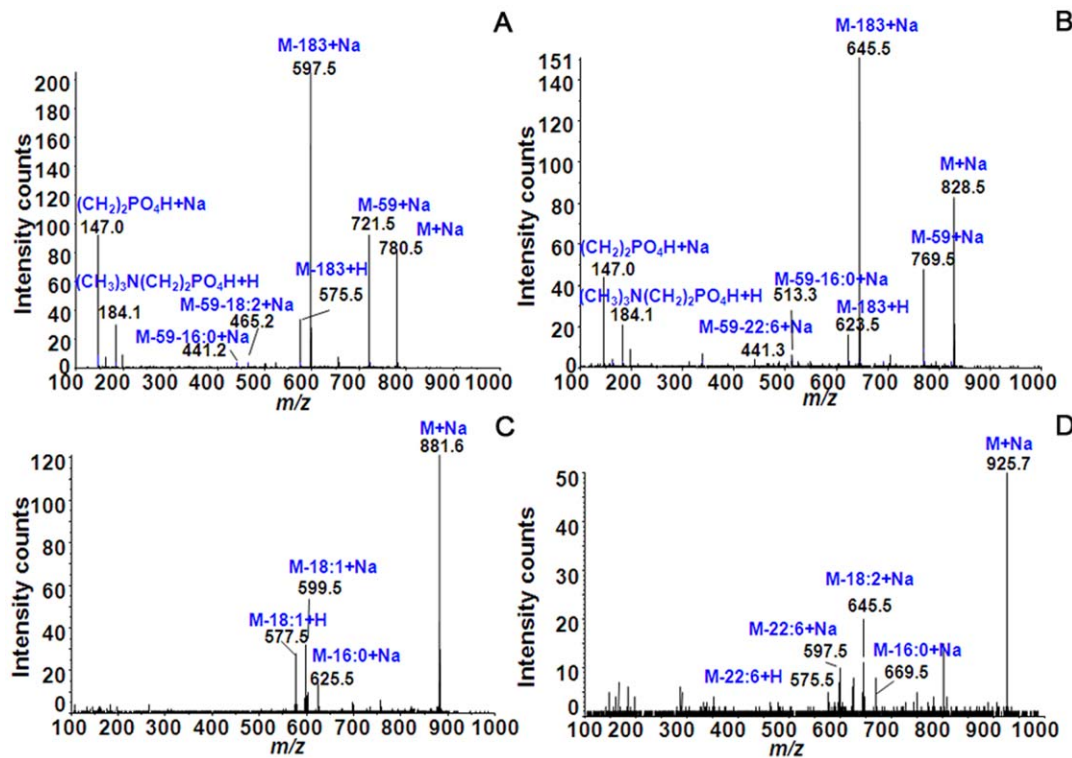 A
M-183+Na
597.5
200
180
160
140
120
100
80
60
40
20
0
Intensity counts
(CH₂)₂PO₄H+Na
147.0
(CH₃)₃N(CH₂)₂PO₄H+H
184.1
M-59-16:0+Na
441.2
M-59-18:2+Na
465.2
M-183+H
575.5
M-59+Na
721.5
M+Na
780.5
100 200 300 400 500 600 700 800 900 1000
m/z
B
M-183+Na
645.5
151
140
120
100
80
60
40
20
0
Intensity counts
(CH₂)₂PO₄H+Na
147.0
(CH₃)₃N(CH₂)₂PO₄H+H
184.1
M-59-22:6+Na
441.3
M-59-16:0+Na
513.3
M-183+H
623.5
M-59+Na
769.5
M+Na
828.5
100 200 300 400 500 600 700 800 900 1000
m/z
C
M+Na
881.6
120
100
80
60
40
20
0
Intensity counts
M-18:1+Na
599.5
M-18:1+H
577.5
M-16:0+Na
625.5
100 200 300 400 500 600 700 800 900 1000
m/z
D
M+Na
925.7
50
40
30
20
10
0
Intensity counts
M-18:2+Na
645.5
M-22:6+Na
597.5
M-16:0+Na
669.5
M-22:6+H
575.5
100 200 300 400 500 600 700 800 900 1000
m/z